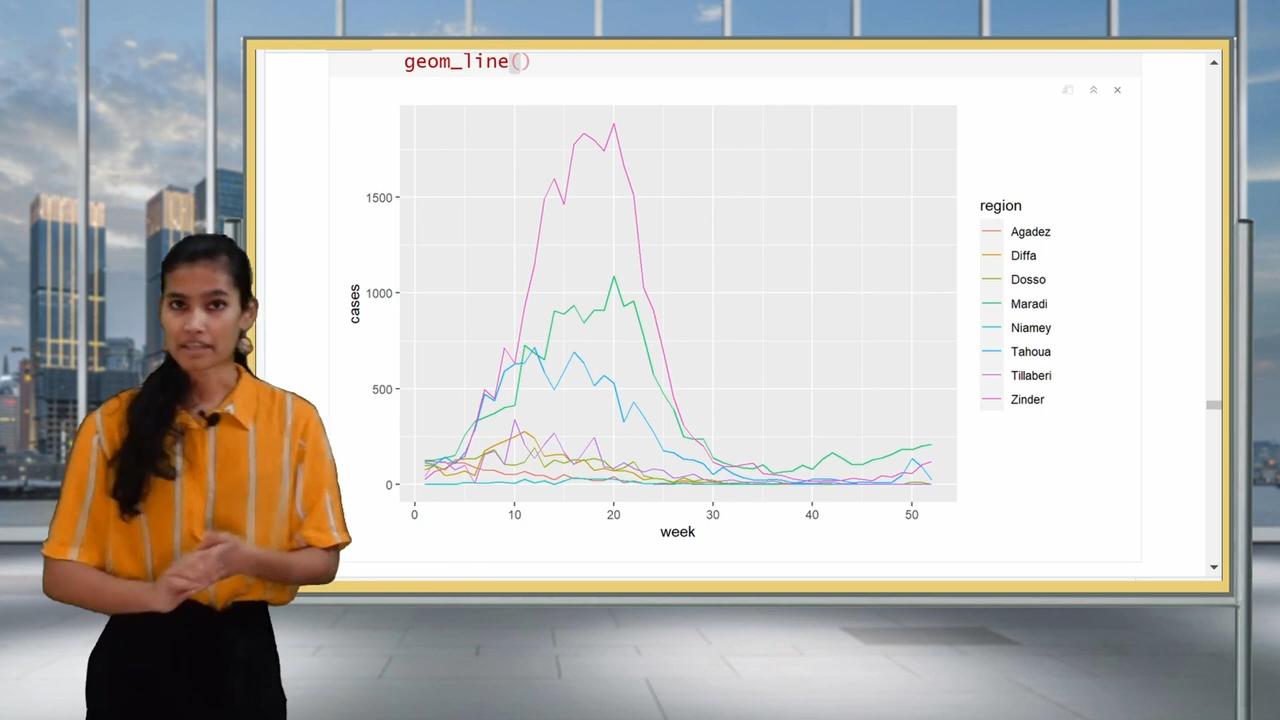 geom_line()
1500
1000
500
0
cases
0 10 20 30 40 50
week
region
Agadez
Diffa
Dosso
Maradi
Niamey
Tahoua
Tillaberi
Zinder